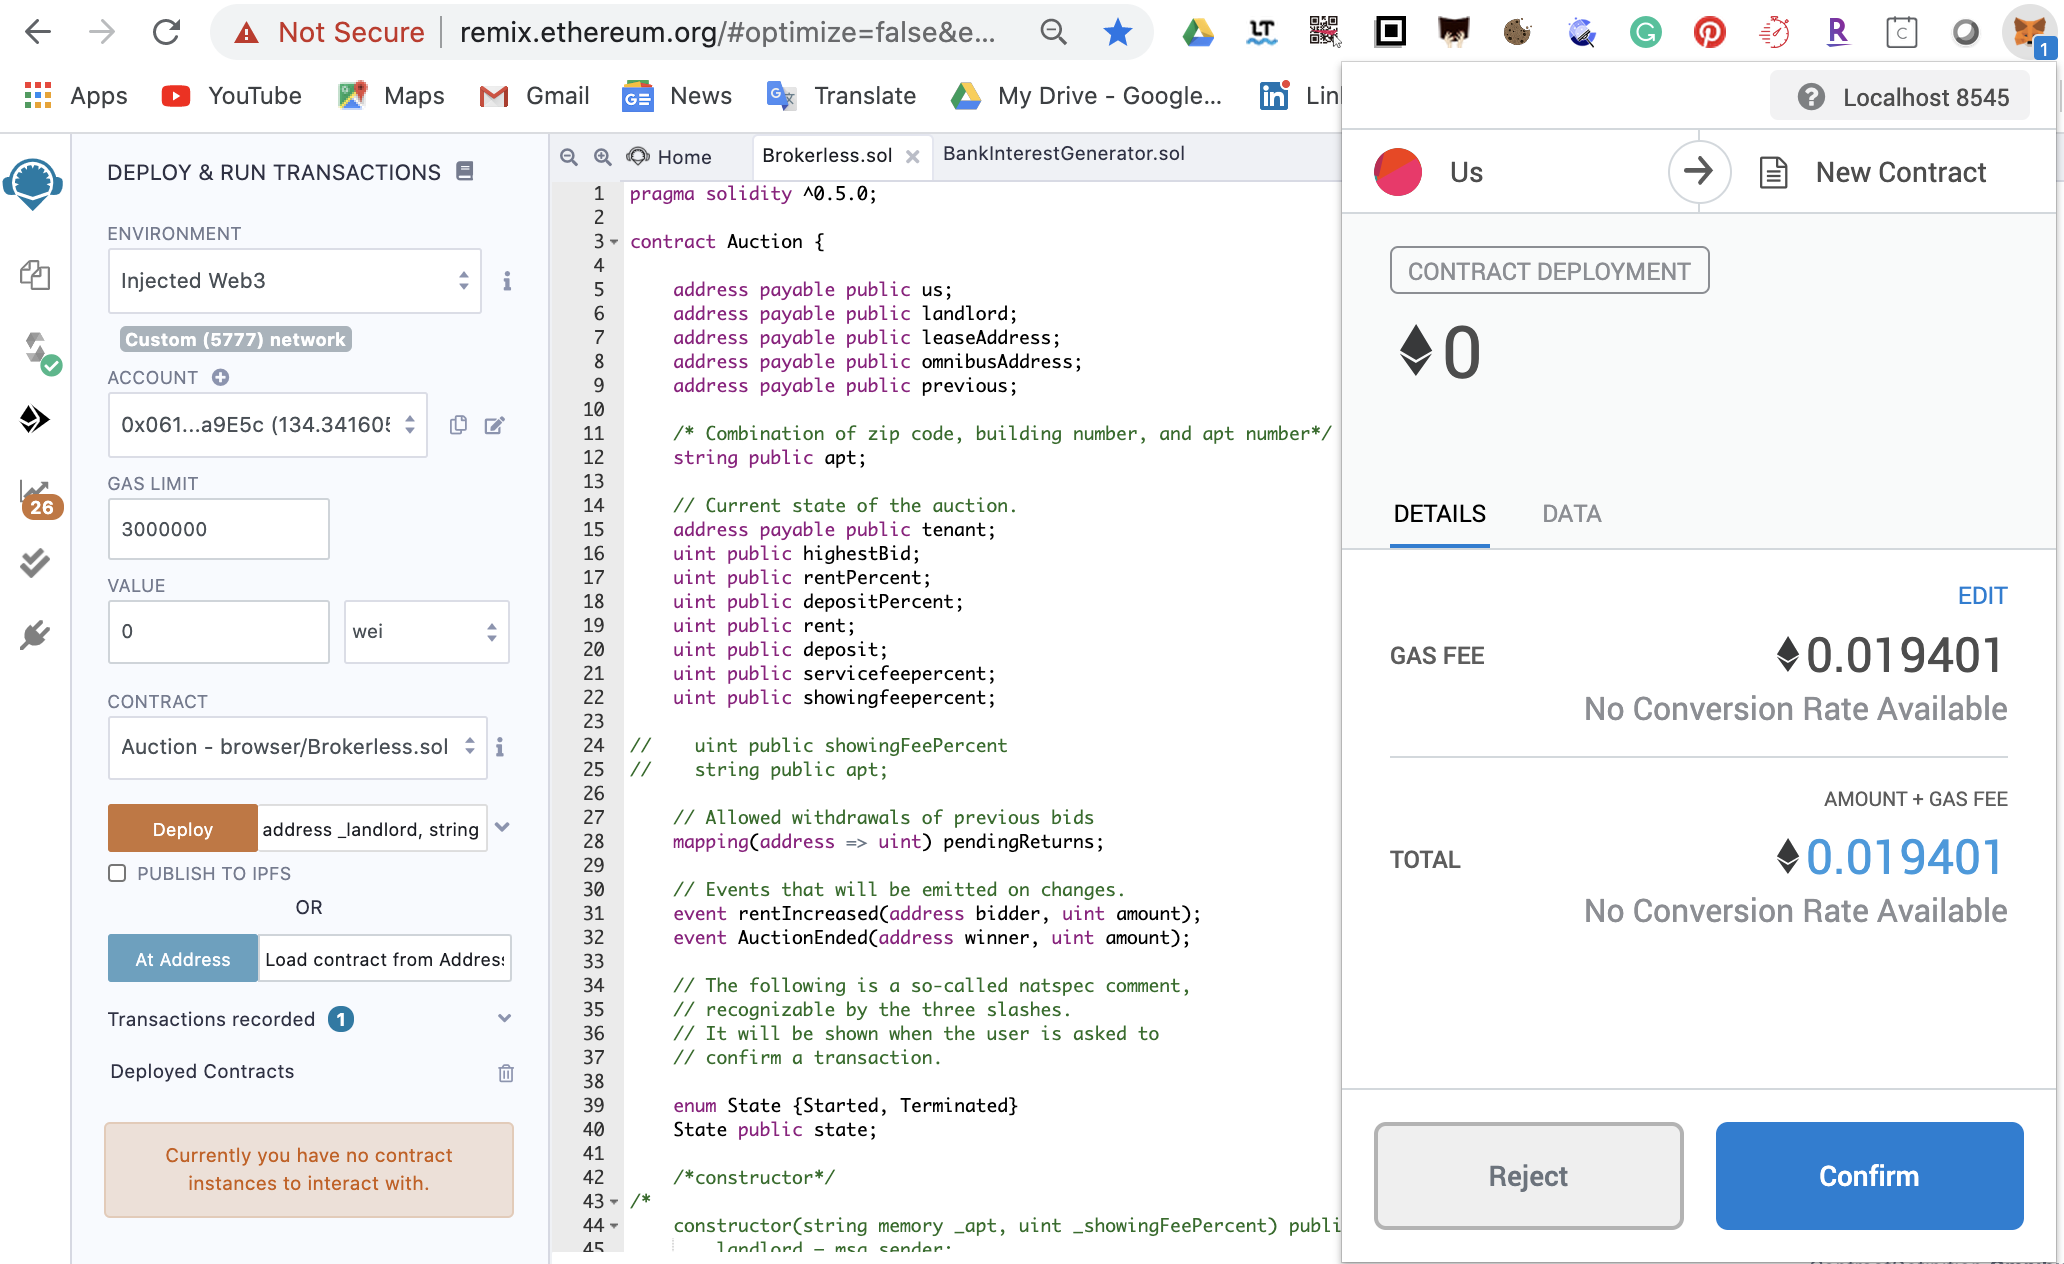 Not Secure
remix.ethereum.org/#optimize=false&e...
LT
G
R
C
1
Apps
YouTube
Maps
Gmail
News
Translate
My Drive - Google...
in
Localhost 8545
DEPLOY & RUN TRANSACTIONS
ENVIRONMENT
Injected Web3
Custom (5777) network
ACCOUNT
0x061...a9E5c (134.341605
GAS LIMIT
3000000
26
VALUE
0
wei
CONTRACT
Auction - browser/Brokerless.sol
Deploy
address _landlord, string
PUBLISH TO IPFS
OR
At Address
Load contract from Address
Transactions recorded 1
Deployed Contracts
Currently you have no contract
instances to interact with.
Home
Brokerless.sol
BankInterestGenerator.sol
1 pragma solidity ^0.5.0;
2
3 contract Auction {
4
5 address payable public us;
6 address payable public landlord;
7 address payable public leaseAddress;
8 address payable public omnibusAddress;
9 address payable public previous;
10
11 /* Combination of zip code, building number, and apt number*/
12 string public apt;
13
14 // Current state of the auction.
15 address payable public tenant;
16 uint public highestBid;
17 uint public rentPercent;
18 uint public depositPercent;
19 uint public rent;
20 uint public deposit;
21 uint public servicefeepercent;
22 uint public showingfeepercent;
23
24 // uint public showingFeePercent
25 // string public apt;
26
27 // Allowed withdrawals of previous bids
28 mapping(address => uint) pendingReturns;
29
30 // Events that will be emitted on changes.
31 event rentIncreased(address bidder, uint amount);
32 event AuctionEnded(address winner, uint amount);
33
34 // The following is a so-called natspec comment,
35 // recognizable by the three slashes.
36 // It will be shown when the user is asked to
37 // confirm a transaction.
38
39 enum State {Started, Terminated}
40 State public state;
41
42 /*constructor*/
43 /*
44 constructor(string memory _apt, uint _showingFeePercent) publi
45 landlord = msg.sender;
Us
New Contract
CONTRACT DEPLOYMENT
0
DETAILS
DATA
EDIT
GAS FEE
0.019401
No Conversion Rate Available
AMOUNT + GAS FEE
TOTAL
0.019401
No Conversion Rate Available
Reject
Confirm